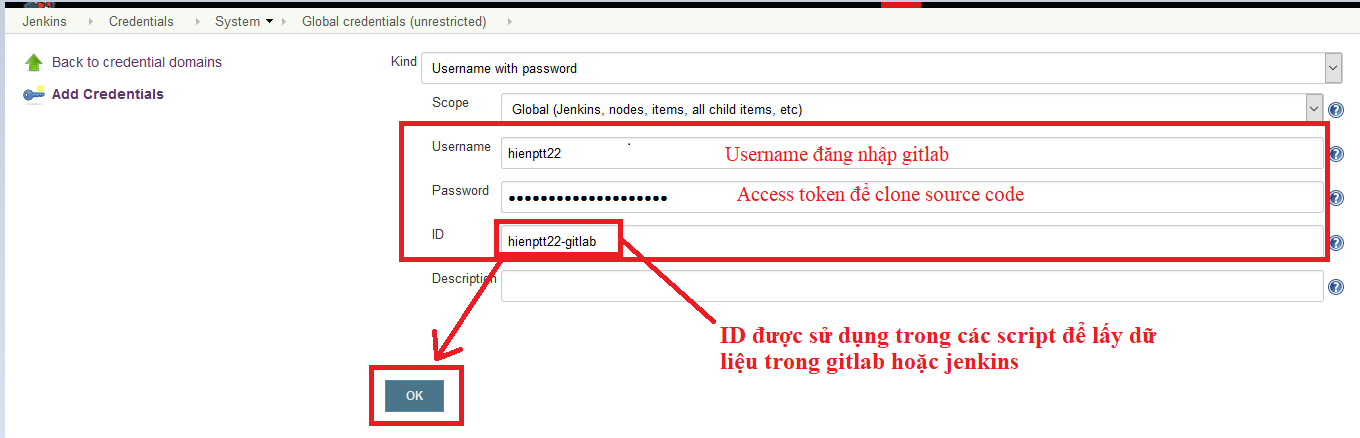 Jenkins Credentials System Global credentials (unrestricted)
Back to credential domains
Add Credentials
Kind
Username with password
Scope
Global (Jenkins, nodes, items, all child items, etc)
Username
hienptt22
Username đăng nhập gitlab
Password
••••••••••••••••••••
Access token để clone source code
ID
hienptt22-gitlab
Description
ID được sử dụng trong các script để lấy dữ
liệu trong gitlab hoặc jenkins
OK